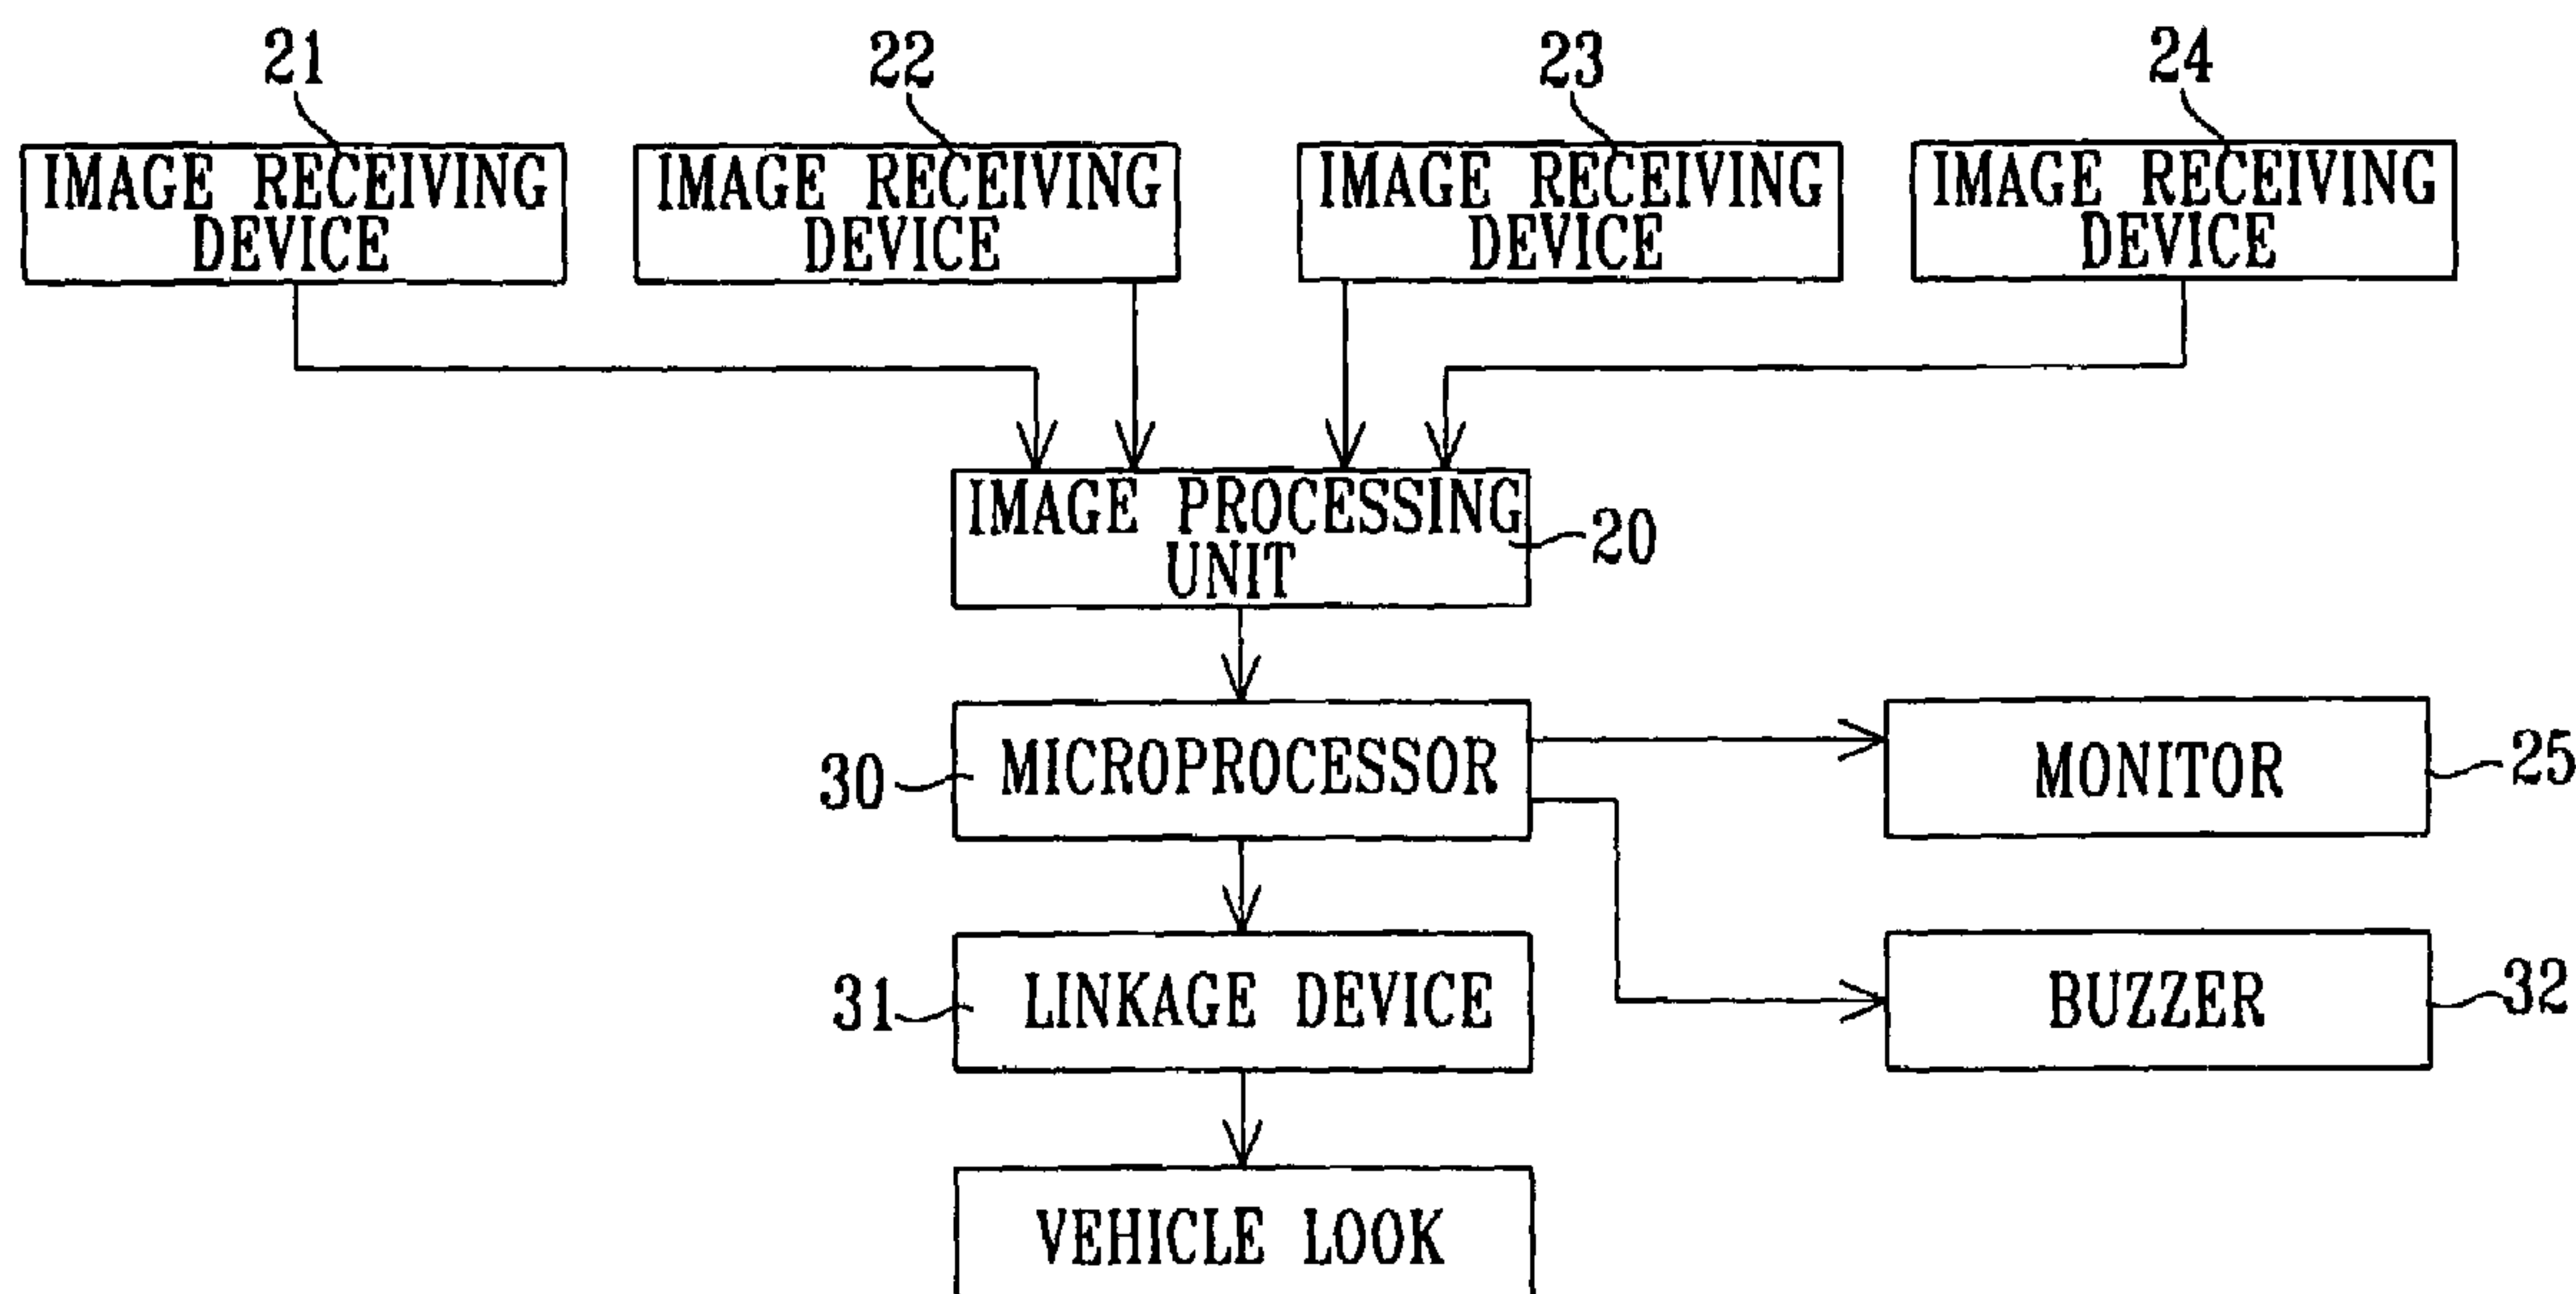 21 22 23 24
IMAGE RECEIVING IMAGE RECEIVING IMAGE RECEIVING IMAGE RECEIVING
DEVICE DEVICE DEVICE DEVICE
IMAGE PROCESSING
UNIT
20
30 MICROPROCESSOR MONITOR 25
31 LINKAGE DEVICE BUZZER 32
VEHICLE LOOK